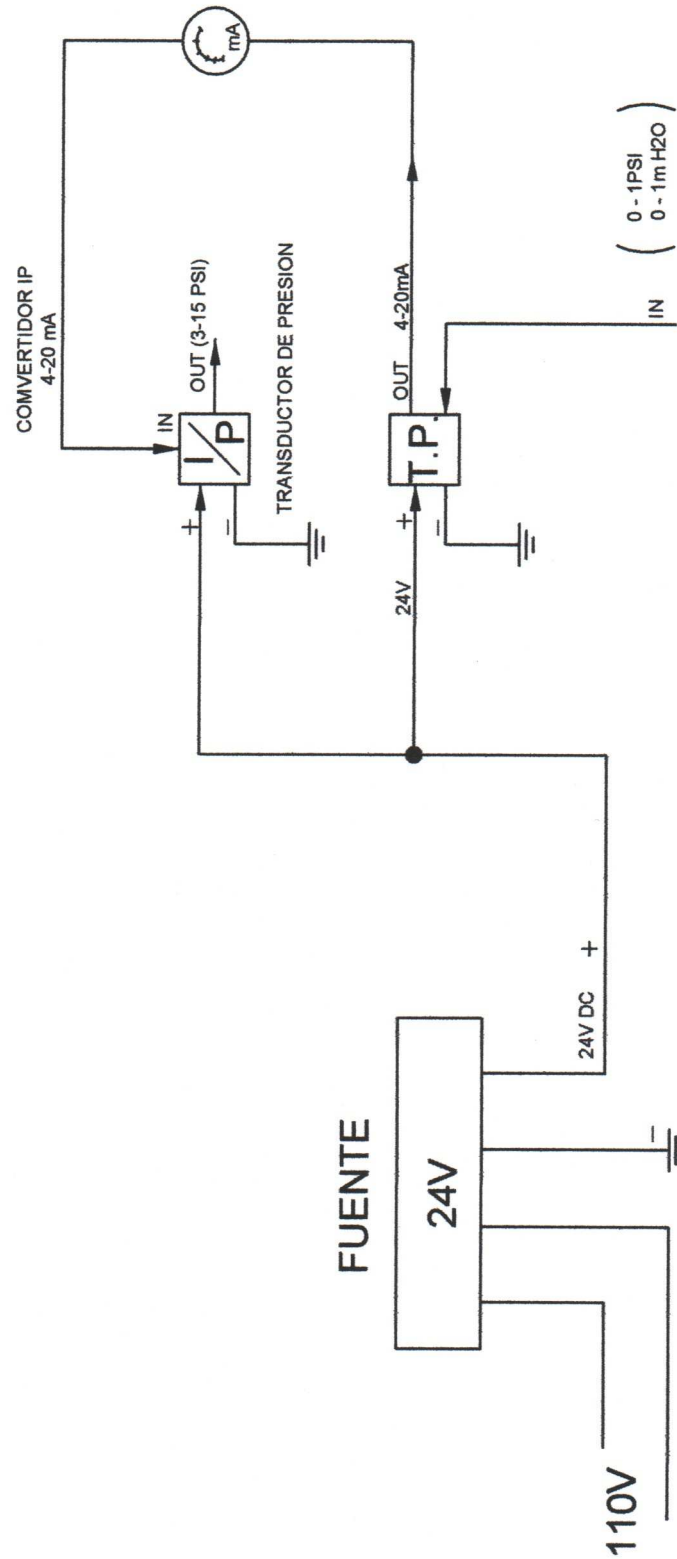 COMVERTIDOR IP
4-20 mA
mA
IN
I/P
OUT (3-15 PSI)
+
−
TRANSDUCTOR DE PRESION
24V
+
−
T.P.
OUT
4-20mA
IN
0 - 1PSI
0 - 1m H2O
FUENTE
24V
24V DC
+
−
110V